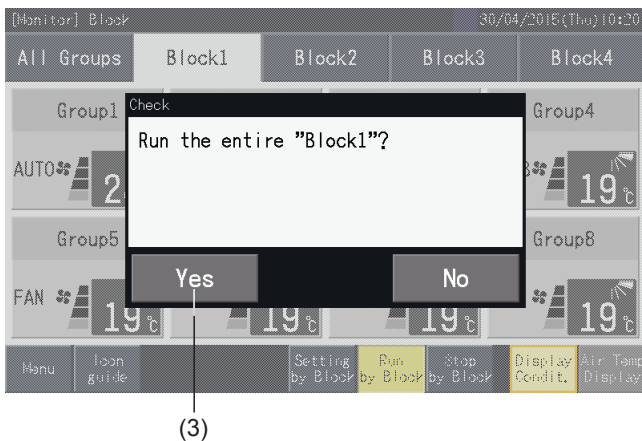 [Monitor] Block 30/04/2015(Thu)10:20
All Groups Block1 Block2 Block3 Block4
Group1 Group4
Check
Run the entire "Block1"?
AUTO 2 19℃
Group5 Group8
Yes No
FAN 19℃ 19℃ 19℃ 19℃
Menu Icon guide Setting by Block Run by Block Stop by Block Display Condit. Air Temp Display
(3)